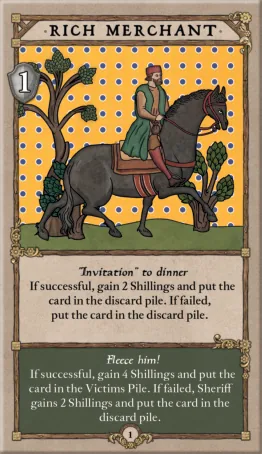 · RICH MERCHANT ·
1
"Invitation" to dinner
If successful, gain 2 Shillings and put the
card in the discard pile. If failed,
put the card in the discard pile.
Fleece him!
If successful, gain 4 Shillings and put the
card in the Victims Pile. If failed, Sheriff
gains 2 Shillings and put the card in the
discard pile.
1